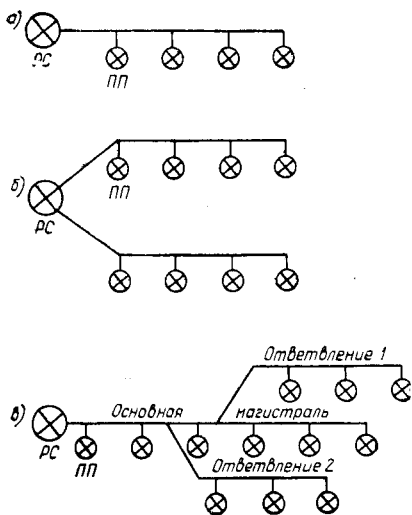 а)
РС
ПП
б)
РС
ПП
в)
РС
ПП
Основная магистраль
Ответвление 1
Ответвление 2